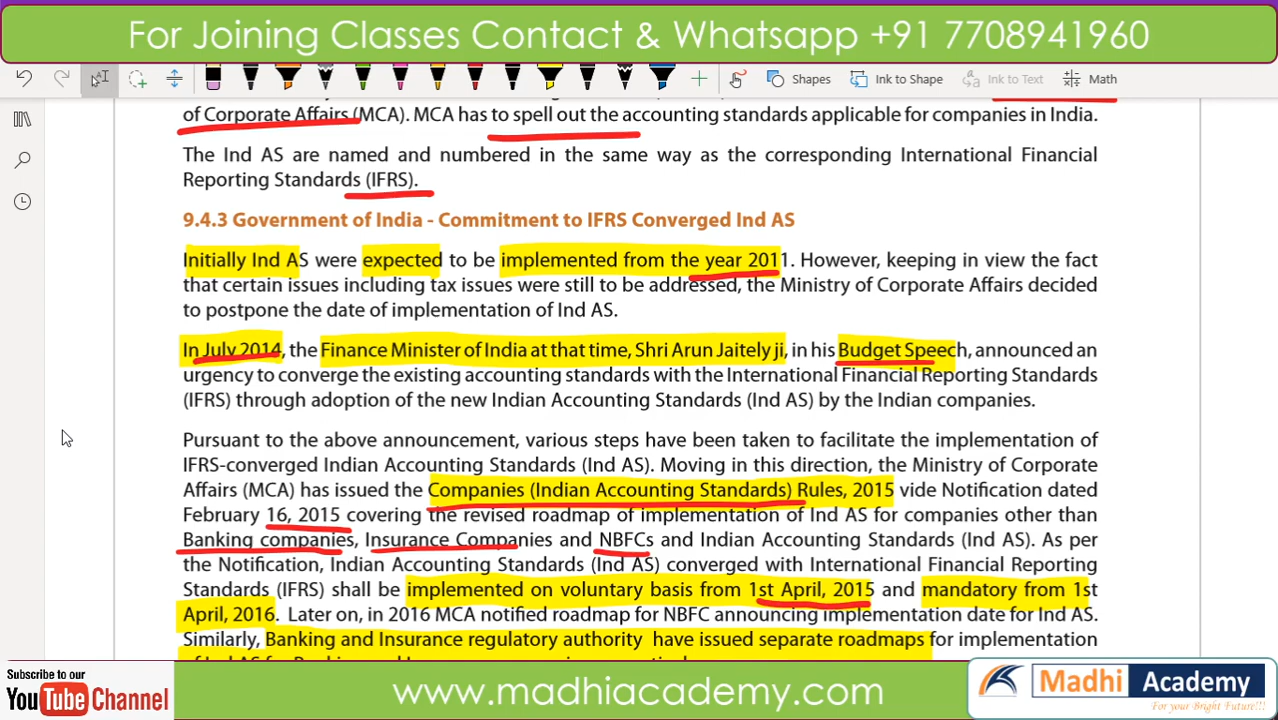 For Joining Classes Contact & Whatsapp +91 7708941960
Shapes
Ink to Shape
Ink to Text
Math
of Corporate Affairs (MCA). MCA has to spell out the accounting standards applicable for companies in India.
The Ind AS are named and numbered in the same way as the corresponding International Financial
Reporting Standards (IFRS).
9.4.3 Government of India - Commitment to IFRS Converged Ind AS
Initially Ind AS were expected to be implemented from the year 2011. However, keeping in view the fact
that certain issues including tax issues were still to be addressed, the Ministry of Corporate Affairs decided
to postpone the date of implementation of Ind AS.
In July 2014, the Finance Minister of India at that time, Shri Arun Jaitely ji, in his Budget Speech, announced an
urgency to converge the existing accounting standards with the International Financial Reporting Standards
(IFRS) through adoption of the new Indian Accounting Standards (Ind AS) by the Indian companies.
Pursuant to the above announcement, various steps have been taken to facilitate the implementation of
IFRS-converged Indian Accounting Standards (Ind AS). Moving in this direction, the Ministry of Corporate
Affairs (MCA) has issued the Companies (Indian Accounting Standards) Rules, 2015 vide Notification dated
February 16, 2015 covering the revised roadmap of implementation of Ind AS for companies other than
Banking companies, Insurance Companies and NBFCs and Indian Accounting Standards (Ind AS). As per
the Notification, Indian Accounting Standards (Ind AS) converged with International Financial Reporting
Standards (IFRS) shall be implemented on voluntary basis from 1st April, 2015 and mandatory from 1st
April, 2016. Later on, in 2016 MCA notified roadmap for NBFC announcing implementation date for Ind AS.
Similarly, Banking and Insurance regulatory authority have issued separate roadmaps for implementation
Subscribe to our
YouTube Channel
www.madhiacademy.com
Madhi Academy
For your Bright Future!!!